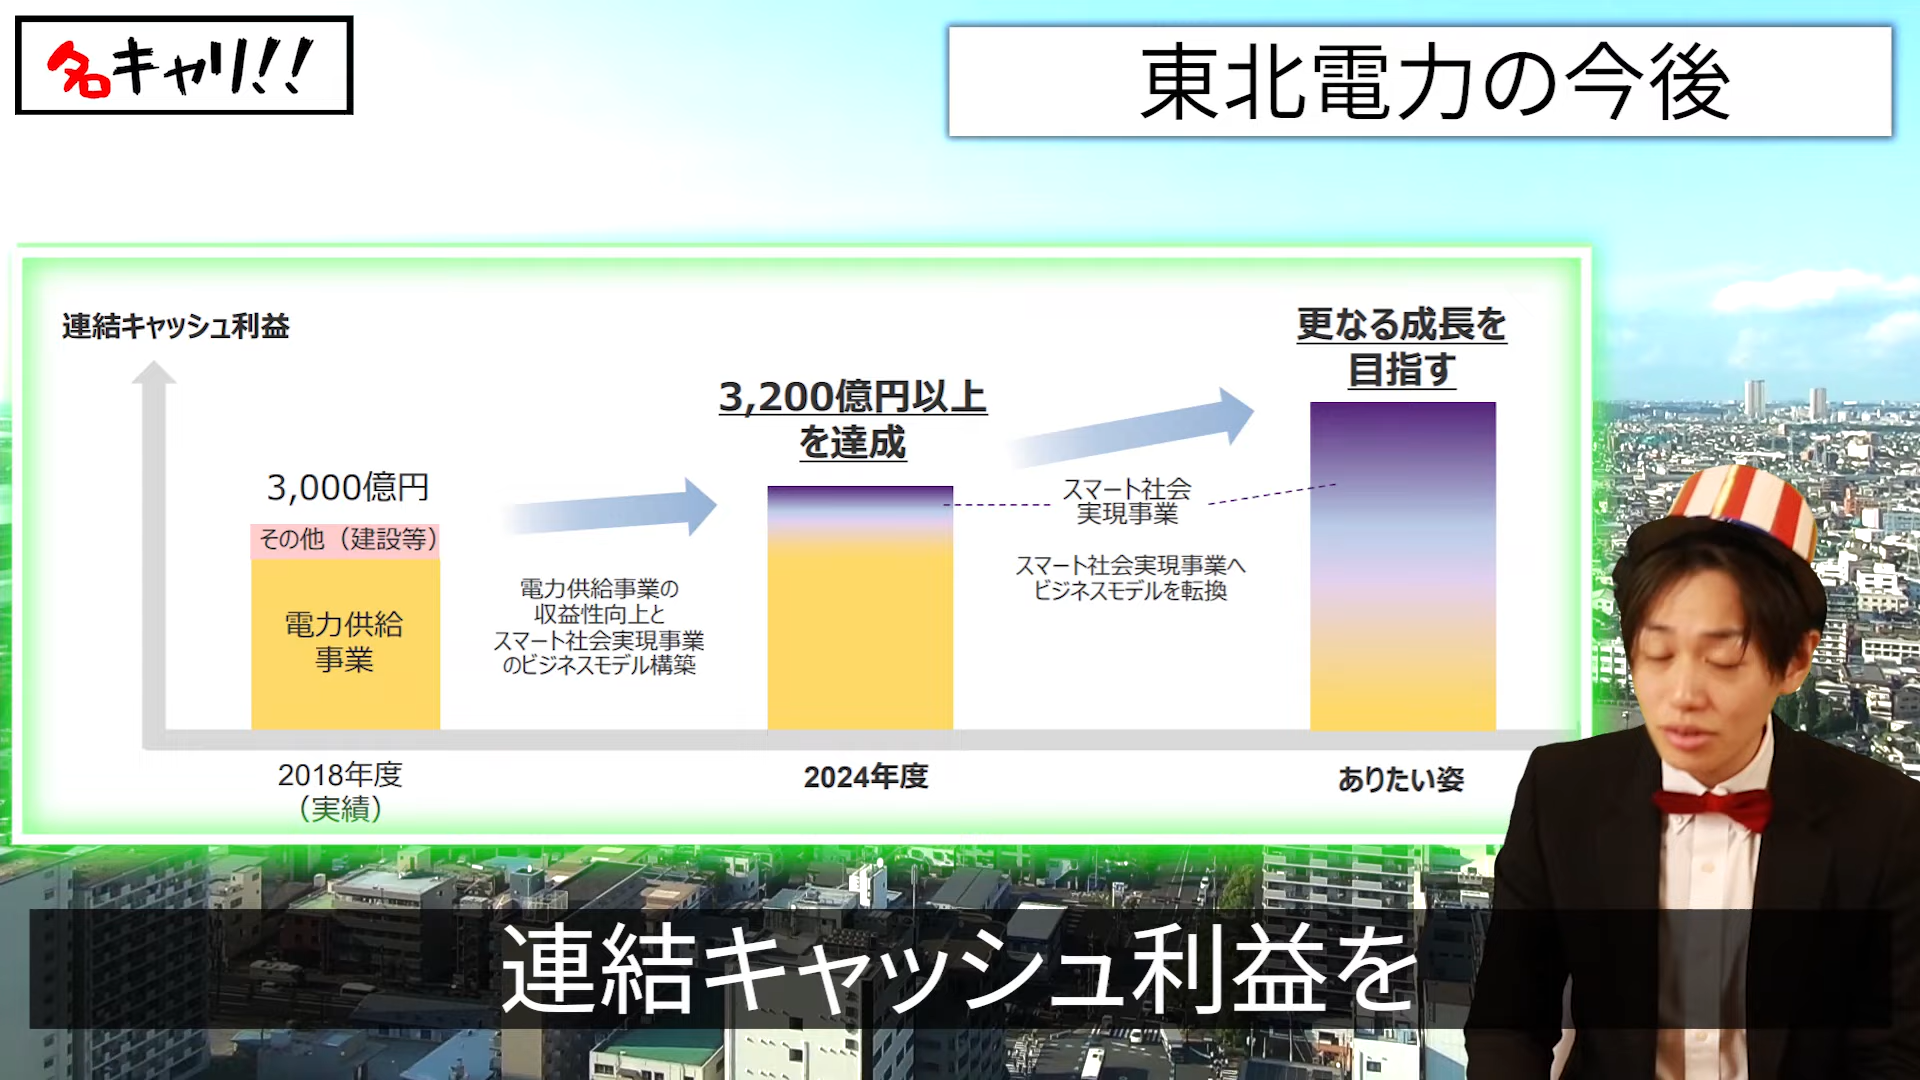 名キャリ!!
東北電力の今後
連結キャッシュ利益
更なる成長を
目指す
3,200億円以上
を達成
3,000億円
その他（建設等）
電力供給
事業
電力供給事業の
収益性向上と
スマート社会実現事業
のビジネスモデル構築
スマート社会
実現事業
スマート社会実現事業へ
ビジネスモデルを転換
2018年度
（実績）
2024年度
ありたい姿
連結キャッシュ利益を